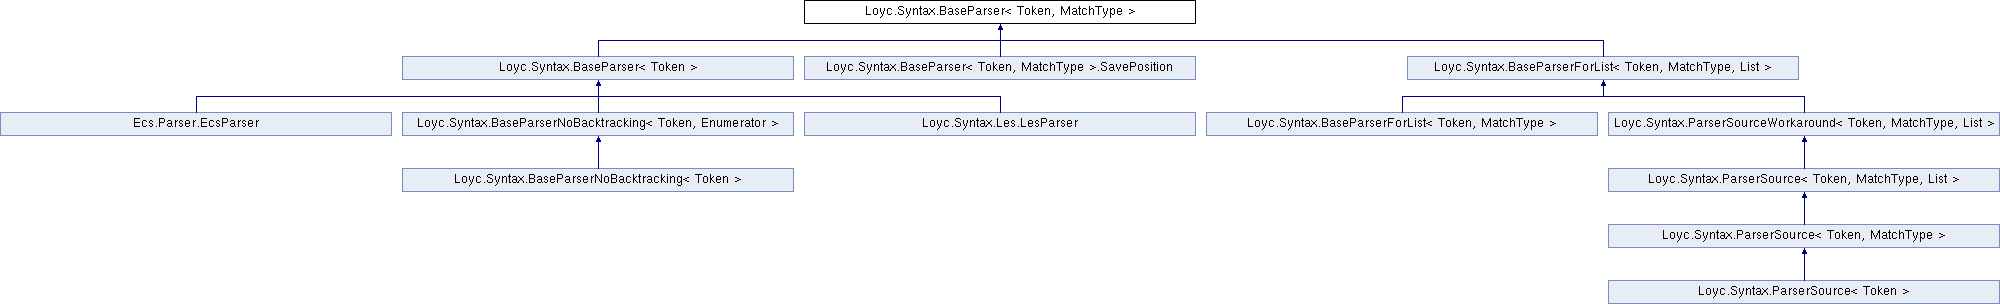 Loyc.Syntax.BaseParser< Token, MatchType >
Loyc.Syntax.BaseParser< Token >
Loyc.Syntax.BaseParser< Token, MatchType >.SavePosition
Loyc.Syntax.BaseParserForList< Token, MatchType, List >
Ecs.Parser.EcsParser
Loyc.Syntax.BaseParserNoBacktracking< Token, Enumerator >
Loyc.Syntax.Les.LesParser
Loyc.Syntax.BaseParserForList< Token, MatchType >
Loyc.Syntax.ParserSourceWorkaround< Token, MatchType, List >
Loyc.Syntax.BaseParserNoBacktracking< Token >
Loyc.Syntax.ParserSource< Token, MatchType, List >
Loyc.Syntax.ParserSource< Token, MatchType >
Loyc.Syntax.ParserSource< Token >